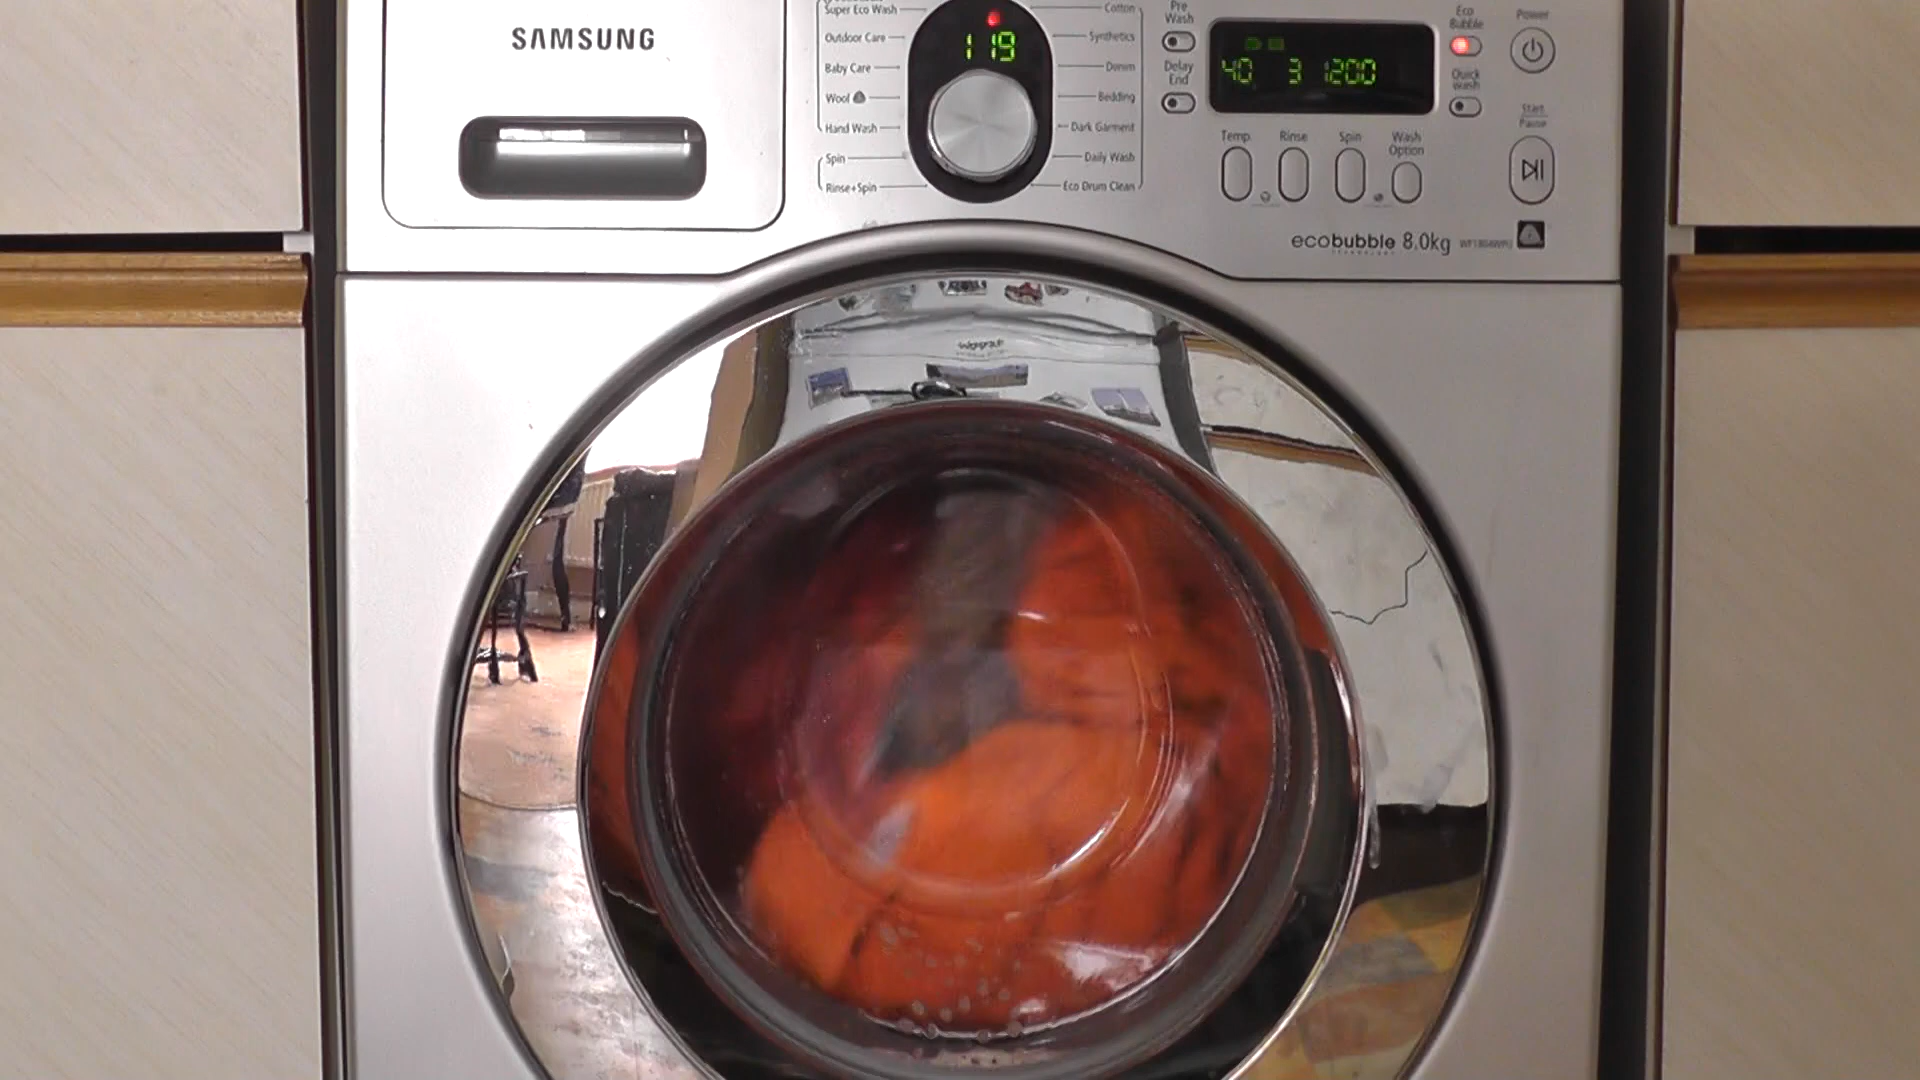 SAMSUNG
Super Eco Wash
Outdoor Care
Baby Care
Wool
Hand Wash
Spin
Rinse+Spin
1 19
Cotton
Synthetics
Denim
Bedding
Dark Garment
Daily Wash
Eco Drum Clean
Pre
Wash
Delay
End
40 3 1200
Eco
Bubble
Quick
wash
Power
Start
Pause
Temp.
Rinse
Spin
Wash
Option
ecobubble 8.0kg
TECHNOLOGY